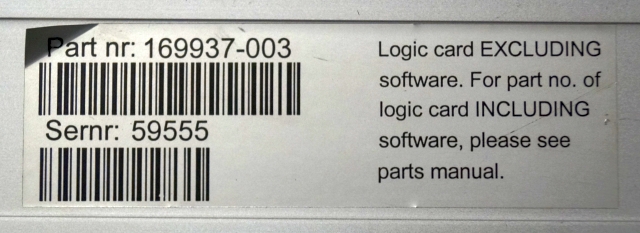 Part nr: 169937-003
Sernr: 59555
Logic card EXCLUDING
software. For part no. of
logic card INCLUDING
software, please see
parts manual.